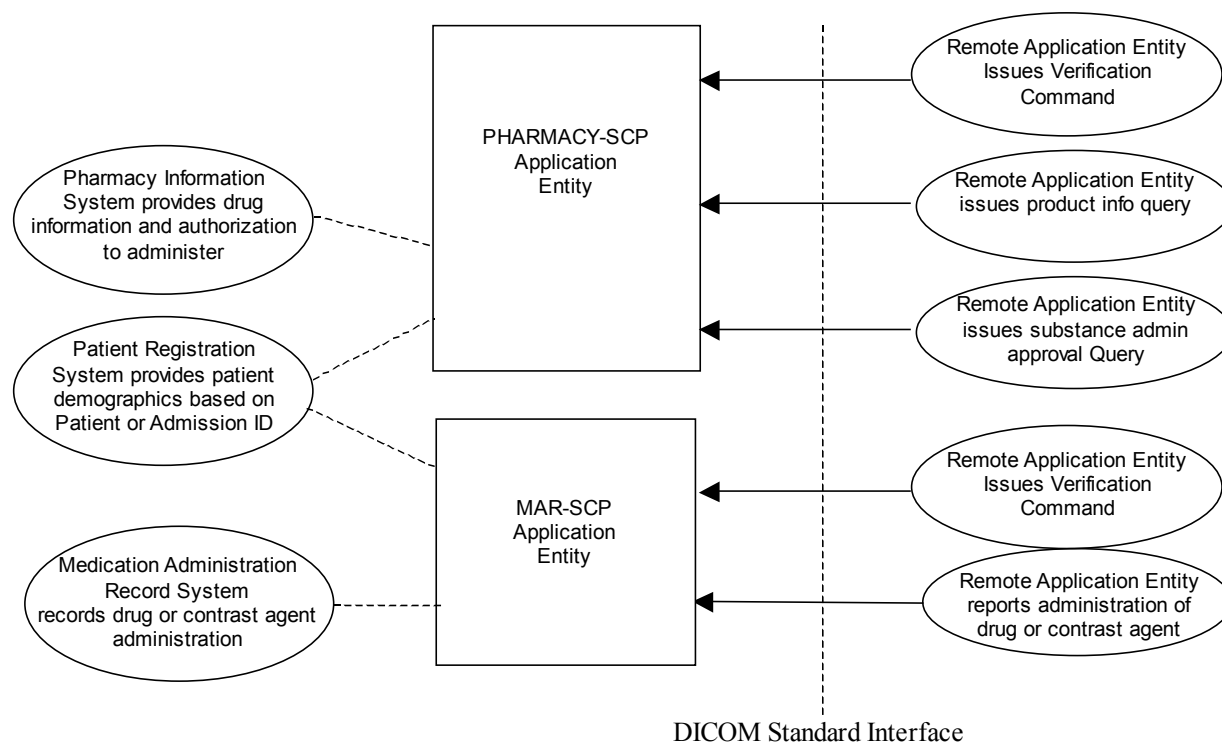 Remote Application Entity
Issues Verification
Command
PHARMACY-SCP
Application
Entity
Pharmacy Information
System provides drug
information and authorization
to administer
Remote Application Entity
issues product info query
Remote Application Entity
issues substance admin
approval Query
Patient Registration
System provides patient
demographics based on
Patient or Admission ID
Remote Application Entity
Issues Verification
Command
MAR-SCP
Application
Entity
Medication Administration
Record System
records drug or contrast agent
administration
Remote Application Entity
reports administration of
drug or contrast agent
DICOM Standard Interface